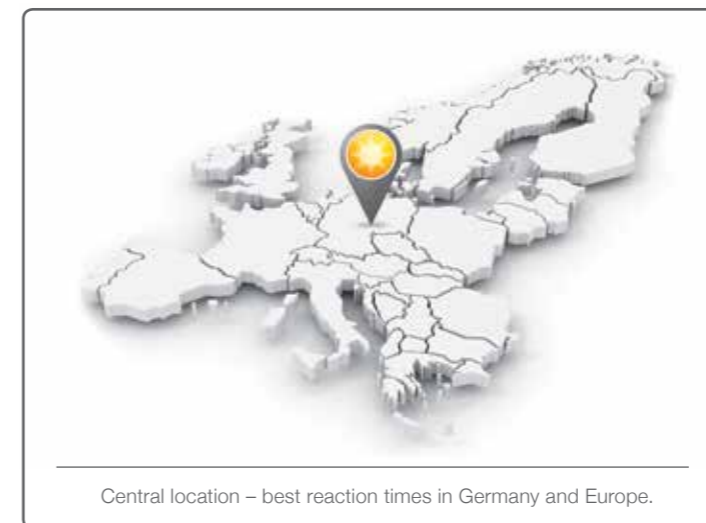 Central location – best reaction times in Germany and Europe.